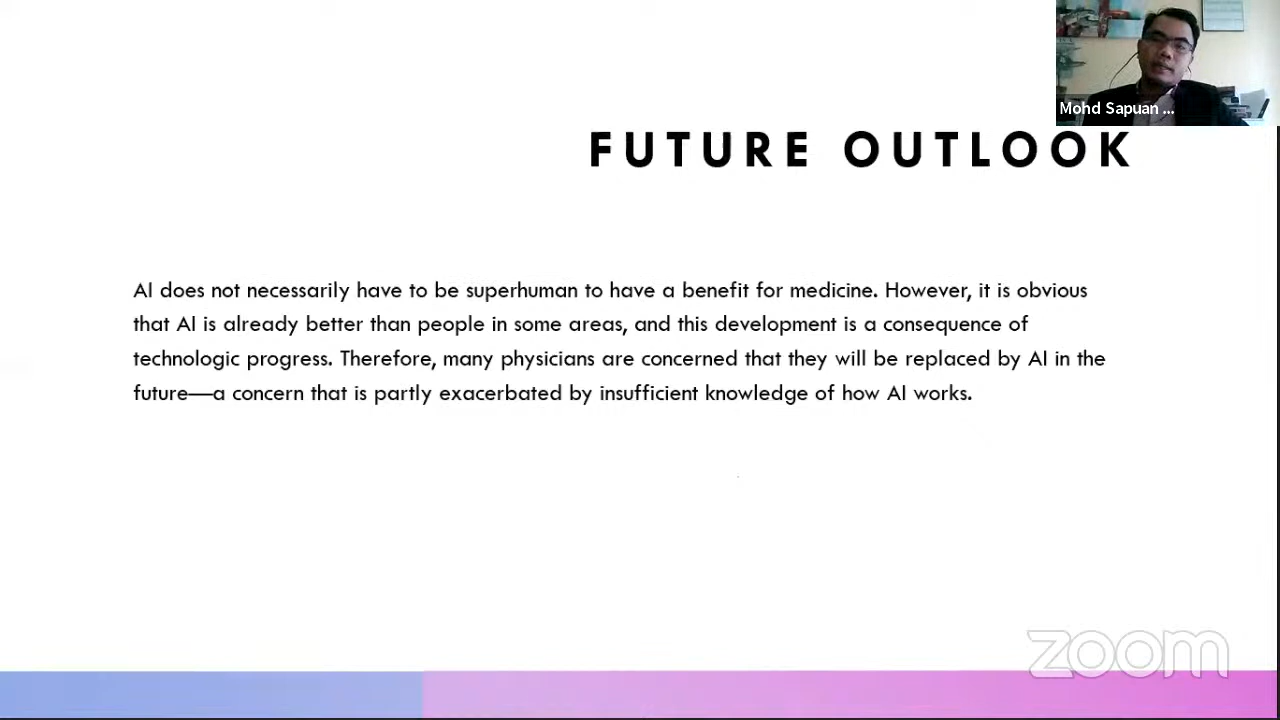 Mohd Sapuan ...
FUTURE OUTLOOK
AI does not necessarily have to be superhuman to have a benefit for medicine. However, it is obvious
that AI is already better than people in some areas, and this development is a consequence of
technologic progress. Therefore, many physicians are concerned that they will be replaced by AI in the
future—a concern that is partly exacerbated by insufficient knowledge of how AI works.
zoom